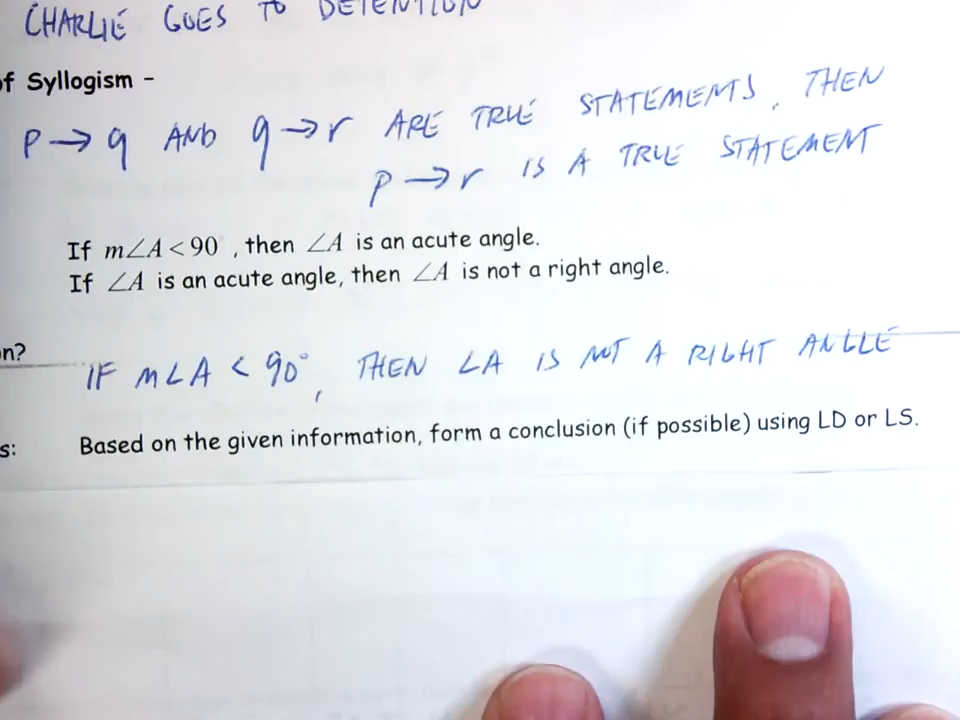 CHARLIE GOES TO DETENTION
of Syllogism -
p → q AND q → r ARE TRUE STATEMENTS, THEN
p → r IS A TRUE STATEMENT
If m∠A < 90°, then ∠A is an acute angle.
If ∠A is an acute angle, then ∠A is not a right angle.
on?
IF m∠A < 90°, THEN ∠A IS NOT A RIGHT ANGLE
s: Based on the given information, form a conclusion (if possible) using LD or LS.